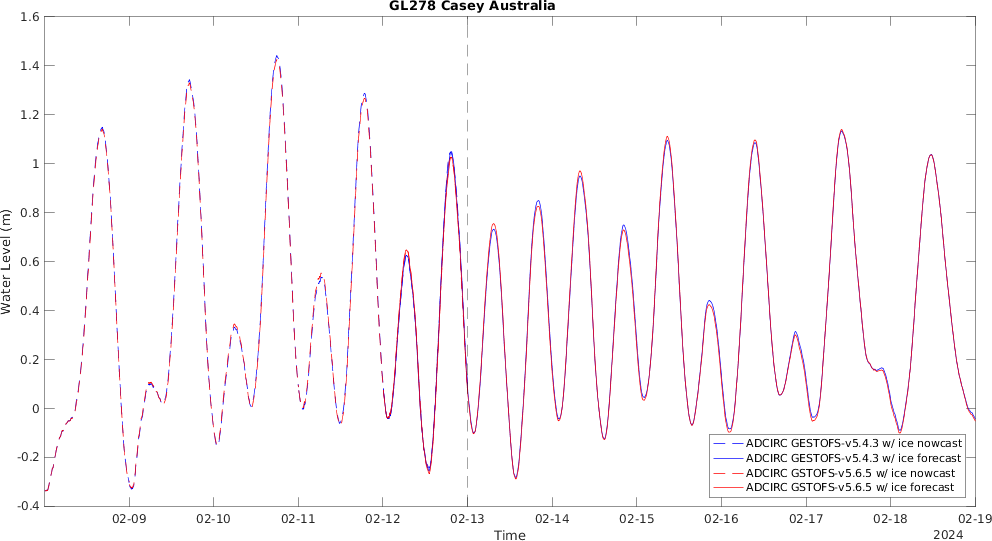 GL278 Casey Australia
Water Level (m)
1.6
1.4
1.2
1
0.8
0.6
0.4
0.2
0
-0.2
-0.4
ADCIRC GESTOFS-v5.4.3 w/ ice nowcast
ADCIRC GESTOFS-v5.4.3 w/ ice forecast
ADCIRC GSTOFS-v5.6.5 w/ ice nowcast
ADCIRC GSTOFS-v5.6.5 w/ ice forecast
02-09 02-10 02-11 02-12 02-13 02-14 02-15 02-16 02-17 02-18 02-19
Time
2024